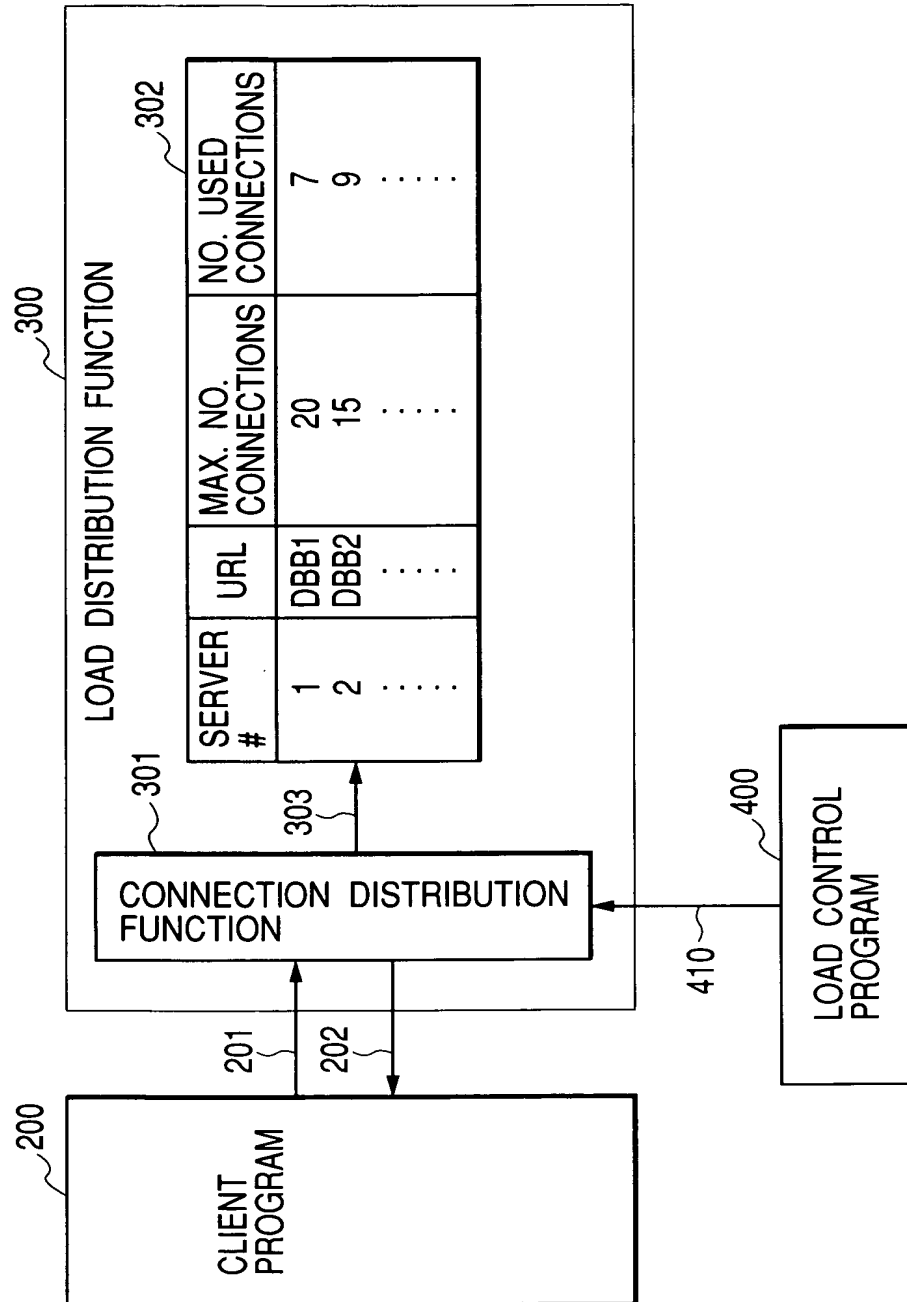 300
LOAD DISTRIBUTION FUNCTION
302
SERVER # URL MAX. NO. CONNECTIONS NO. USED CONNECTIONS
1 DBB1 20 7
2 DBB2 15 9
..... ..... ..... .....
301
303
CONNECTION DISTRIBUTION
FUNCTION
200
CLIENT
PROGRAM
201
202
410
400
LOAD CONTROL
PROGRAM